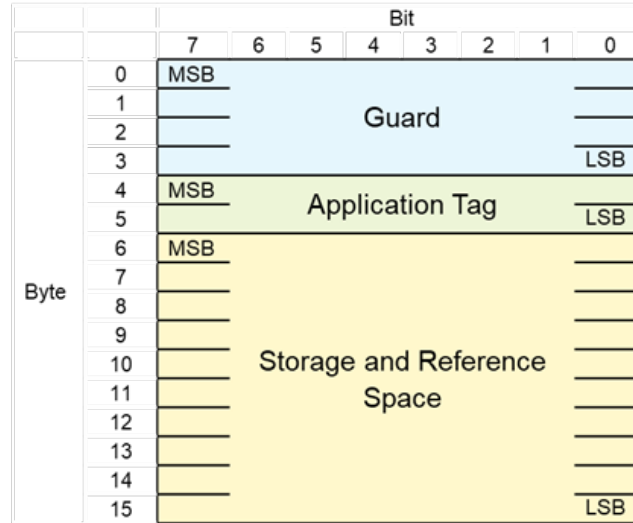 Bit
7 6 5 4 3 2 1 0
0 MSB
1
Guard
2
3 LSB
4 MSB
Application Tag
5 LSB
6 MSB
7
Byte
8
9
10
Storage and Reference
11
Space
12
13
14
15 LSB